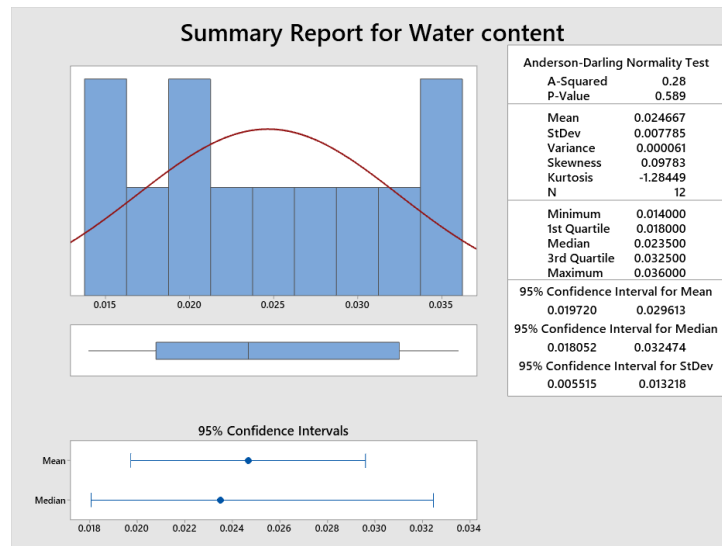 Summary Report for Water content
0.015 0.020 0.025 0.030 0.035
95% Confidence Intervals
Mean
Median
0.018 0.020 0.022 0.024 0.026 0.028 0.030 0.032 0.034
Anderson-Darling Normality Test
A-Squared 0.28
P-Value 0.589
Mean 0.024667
StDev 0.007785
Variance 0.000061
Skewness 0.09783
Kurtosis -1.28449
N 12
Minimum 0.014000
1st Quartile 0.018000
Median 0.023500
3rd Quartile 0.032500
Maximum 0.036000
95% Confidence Interval for Mean
0.019720 0.029613
95% Confidence Interval for Median
0.018052 0.032474
95% Confidence Interval for StDev
0.005515 0.013218